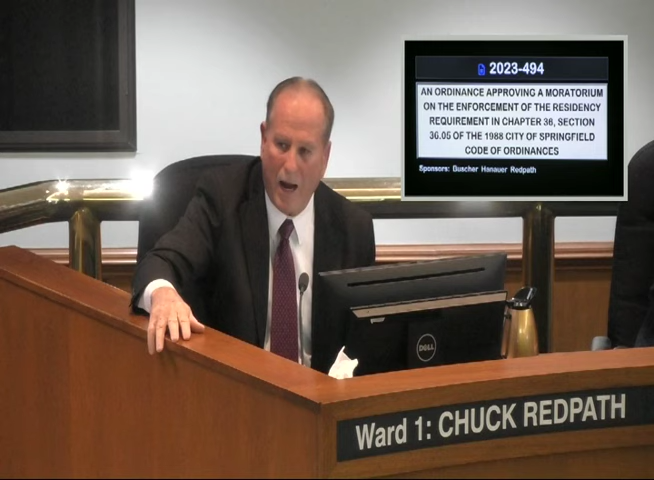 2023-494
AN ORDINANCE APPROVING A MORATORIUM
ON THE ENFORCEMENT OF THE RESIDENCY
REQUIREMENT IN CHAPTER 36, SECTION
36.05 OF THE 1988 CITY OF SPRINGFIELD
CODE OF ORDINANCES
Sponsors: Buscher Hanauer Redpath
DELL
Ward 1: CHUCK REDPATH